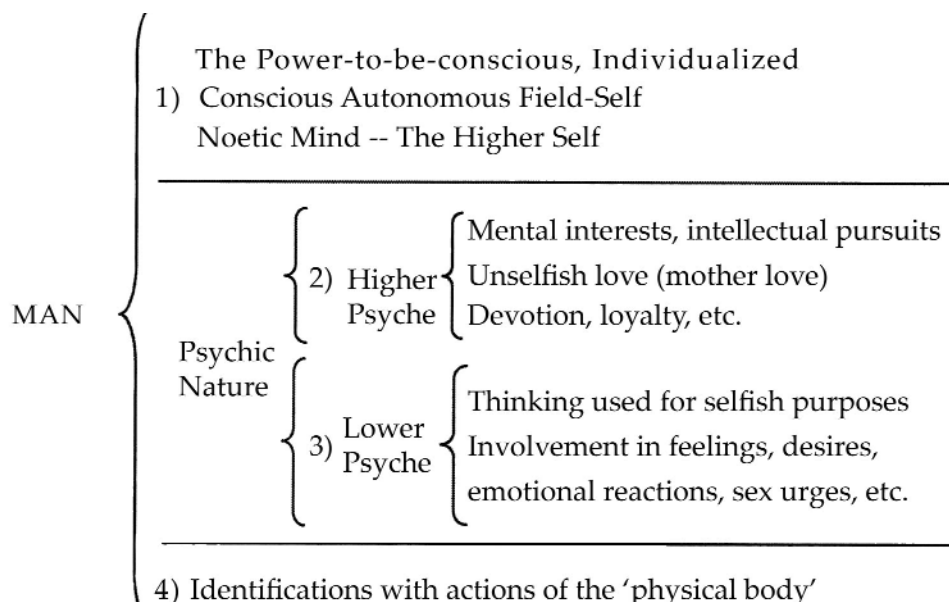 The Power-to-be-conscious, Individualized
1) Conscious Autonomous Field-Self
Noetic Mind -- The Higher Self
MAN
Psychic
Nature
2) Higher
Psyche
Mental interests, intellectual pursuits
Unselfish love (mother love)
Devotion, loyalty, etc.
3) Lower
Psyche
Thinking used for selfish purposes
Involvement in feelings, desires,
emotional reactions, sex urges, etc.
4) Identifications with actions of the ‘physical body’